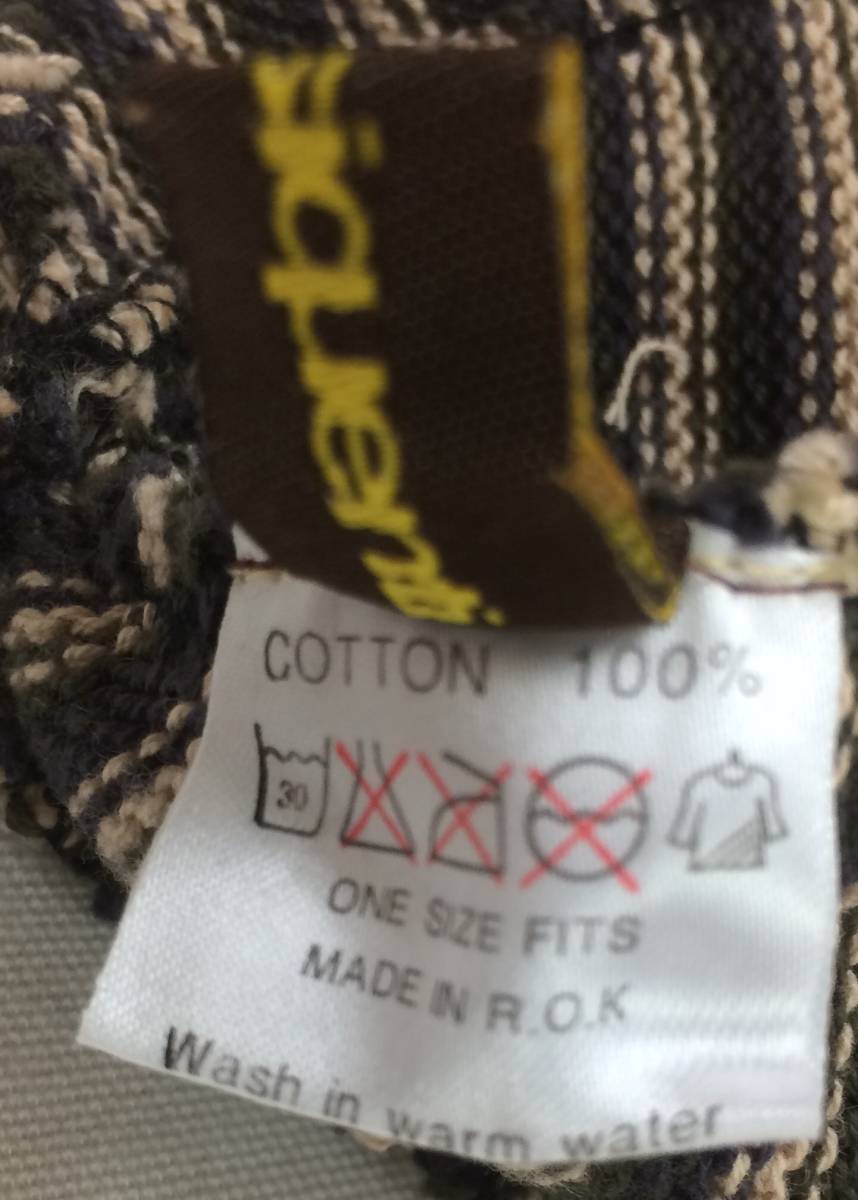 COTTON 100%
30
ONE SIZE FITS
MADE IN R.O.K
Wash in warm water